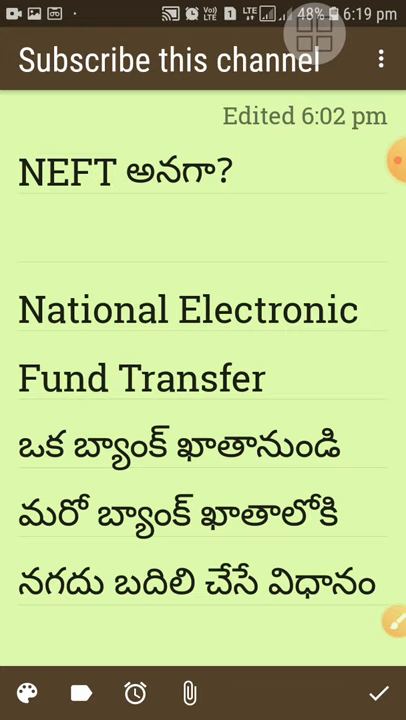 48% 6:19 pm
Subscribe this channel
Edited 6:02 pm
NEFT అనగా?
National Electronic
Fund Transfer
ఒక బ్యాంక్ ఖాతానుండి
మరో బ్యాంక్ ఖాతాలోకి
నగదు బదిలి చేసే విధానం